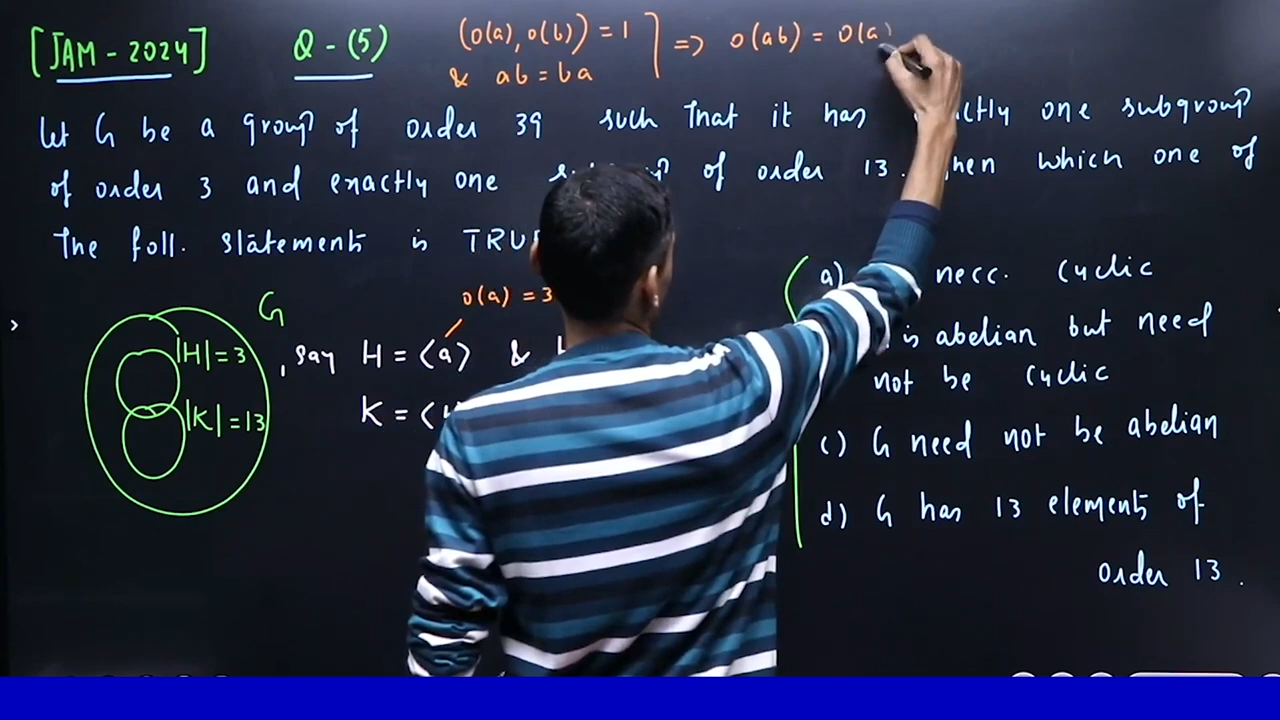 [JAM - 2024] Q - (5) (o(a), o(b)) = 1 => o(ab) = o(a)
& ab = ba
Let G be a group of order 39 such that it has one subgroup
of order 3 and exactly one of order 13. which one of
the foll. statements is
a) necc. cyclic
is abelian but need
not be cyclic
c) G need not be abelian
d) G has 13 elements of
order 13.
G
|H| = 3
|K| = 13
o(a) = 3
, say H = <a> &
K = <